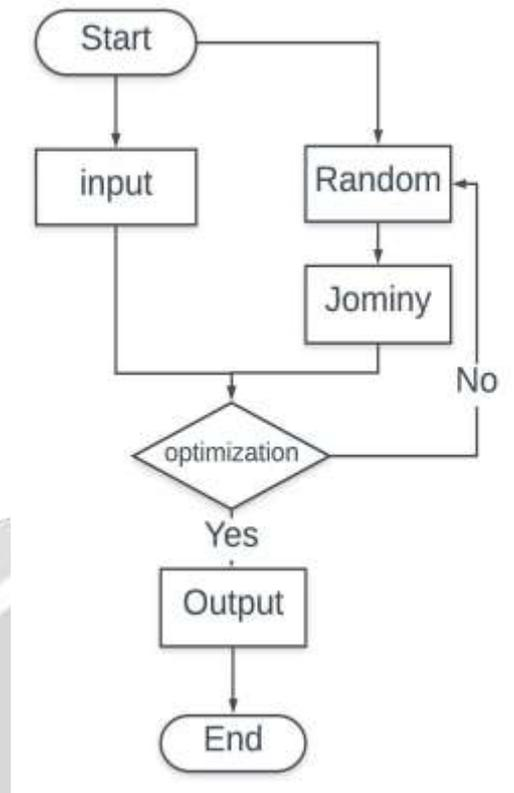 Start
input
Random
Jominy
No
optimization
Yes
Output
End